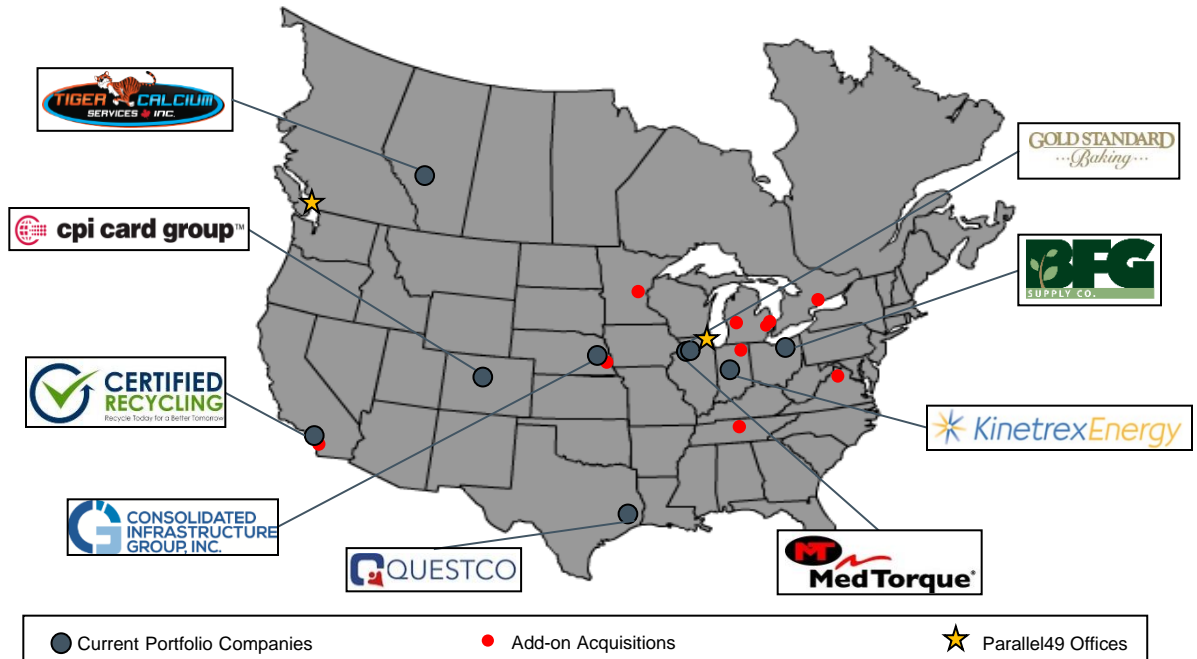 TIGER CALCIUM
SERVICES INC.
GOLD STANDARD
Baking
cpi card group™
BFG
SUPPLY CO.
CERTIFIED
RECYCLING
Recycle Today for a Better Tomorrow
KinetrexEnergy
CONSOLIDATED
INFRASTRUCTURE
GROUP, INC.
QUESTCO
MT
MedTorque®
Current Portfolio Companies
Add-on Acquisitions
Parallel49 Offices